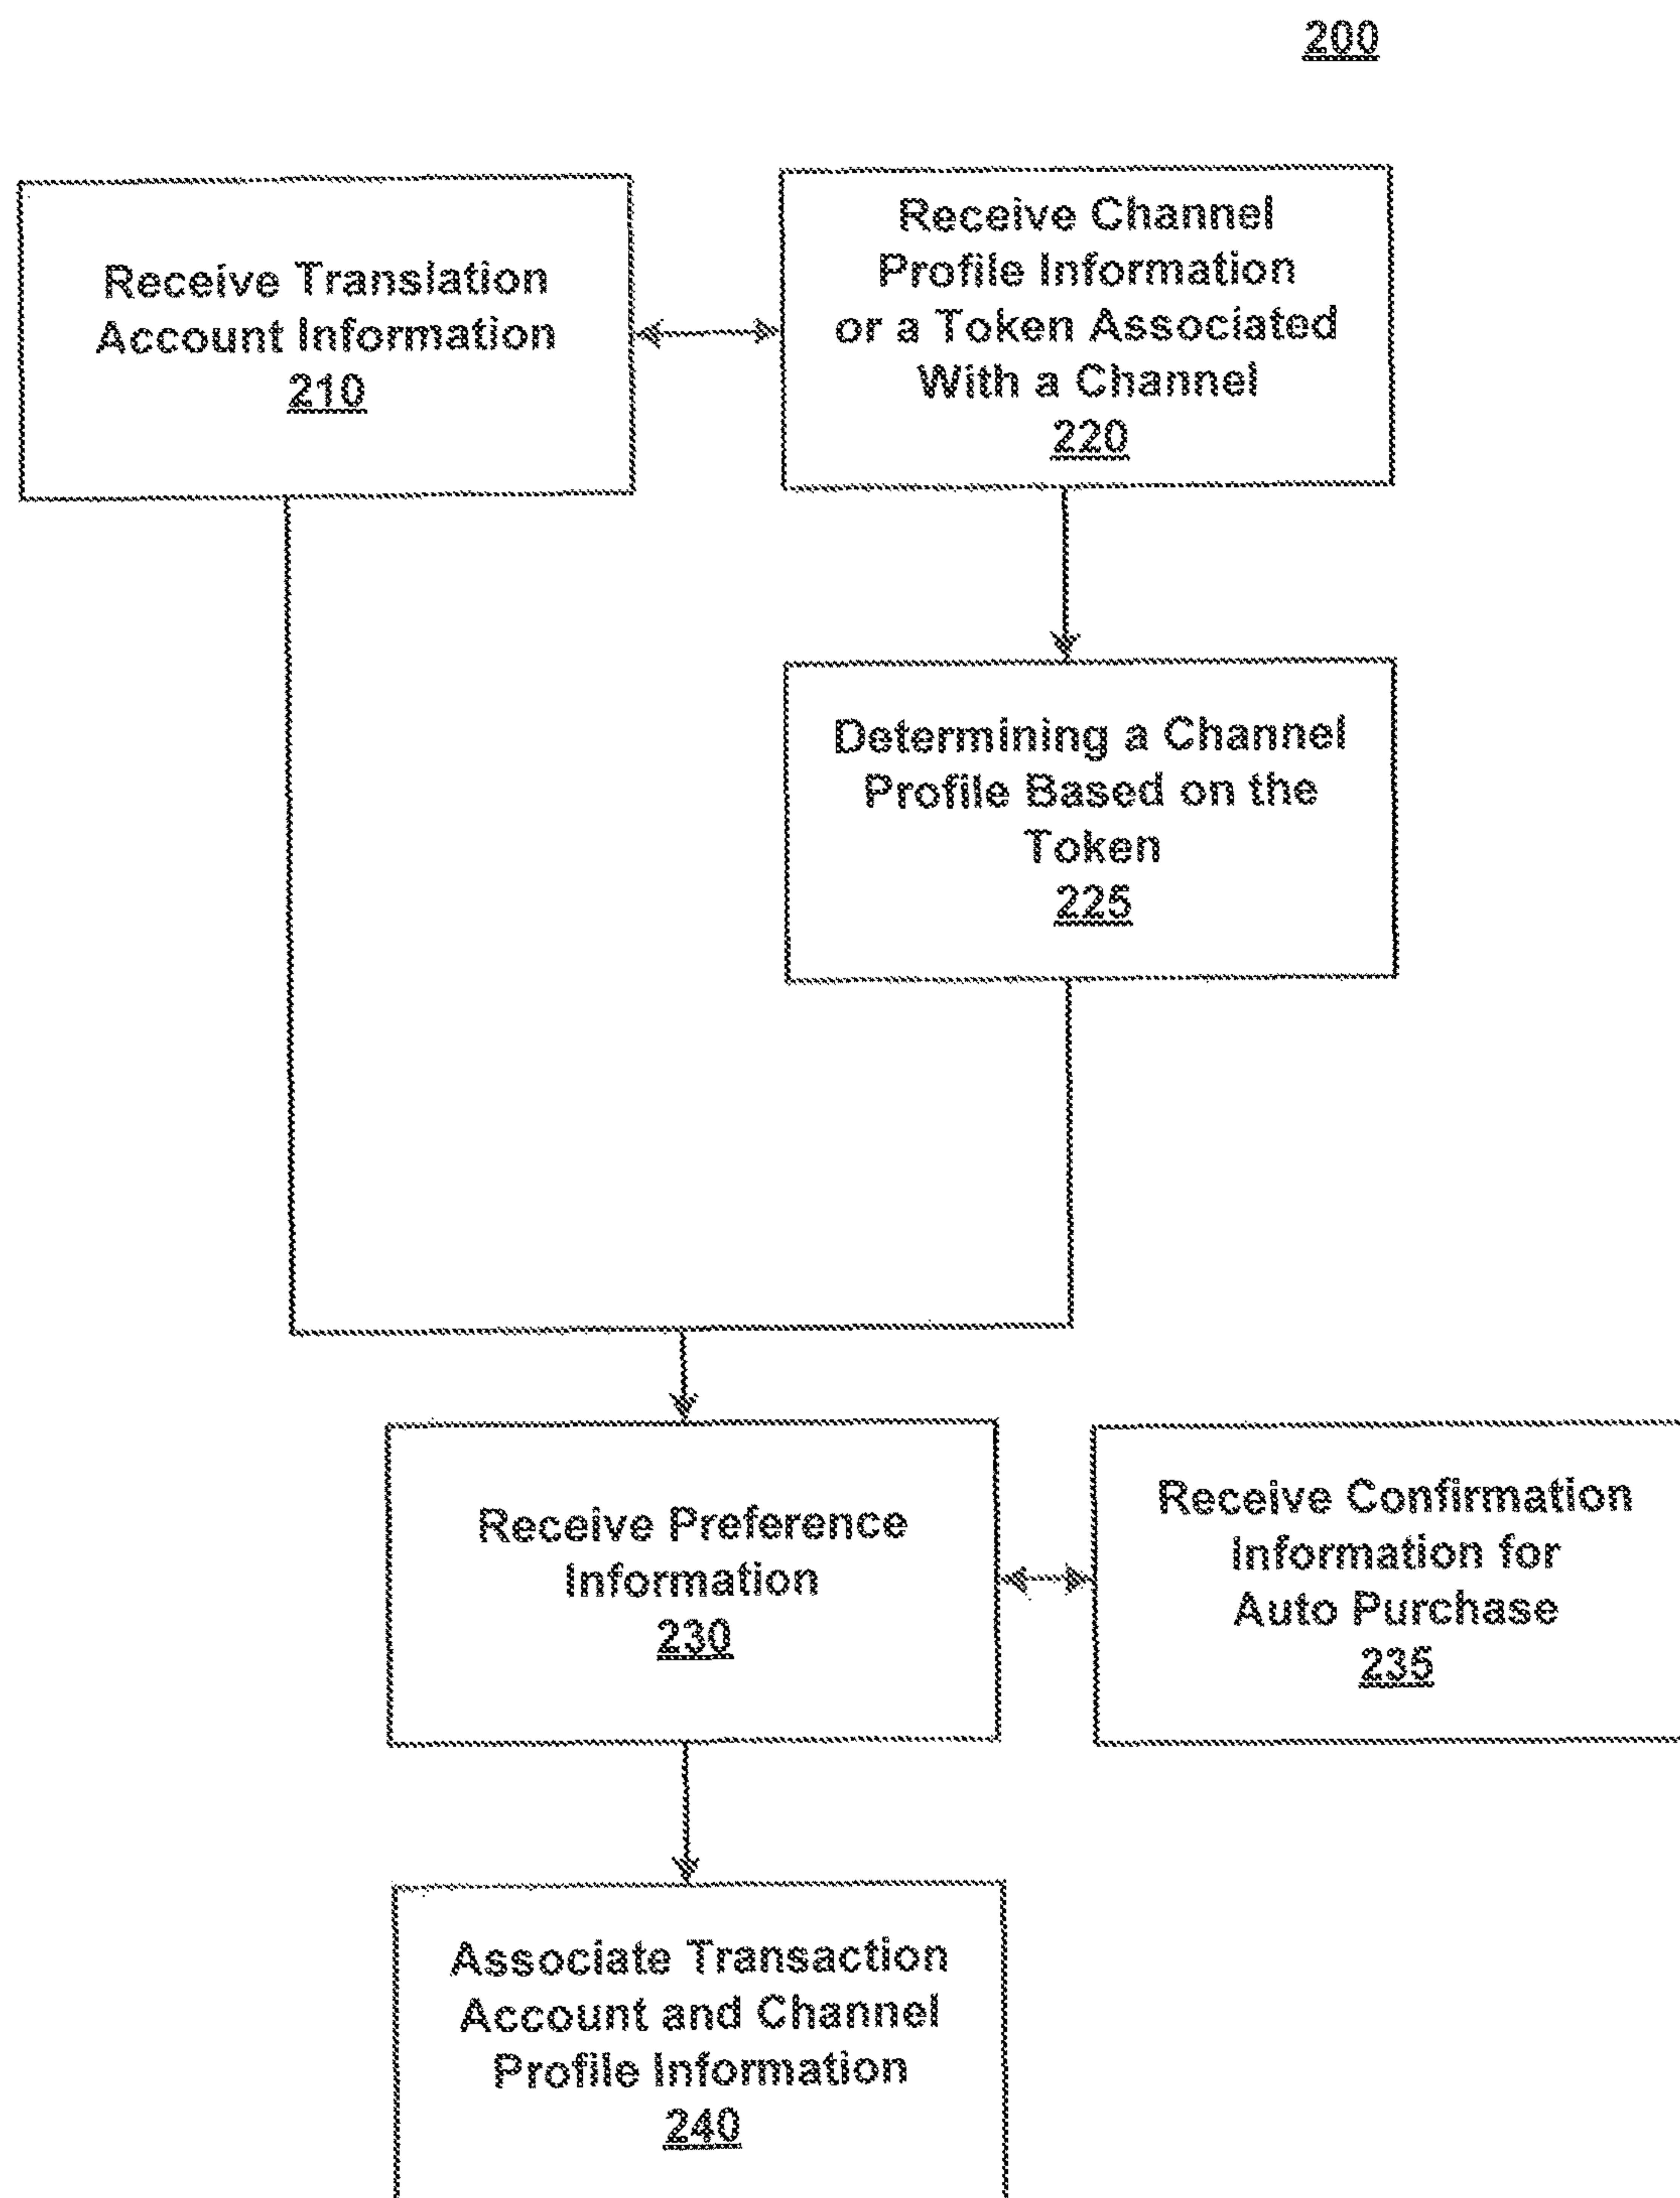 200
Receive Translation
Account Information
210
Receive Channel
Profile Information
or a Token Associated
With a Channel
220
Determining a Channel
Profile Based on the
Token
225
Receive Preference
Information
230
Receive Confirmation
Information for
Auto Purchase
235
Associate Transaction
Account and Channel
Profile Information
240